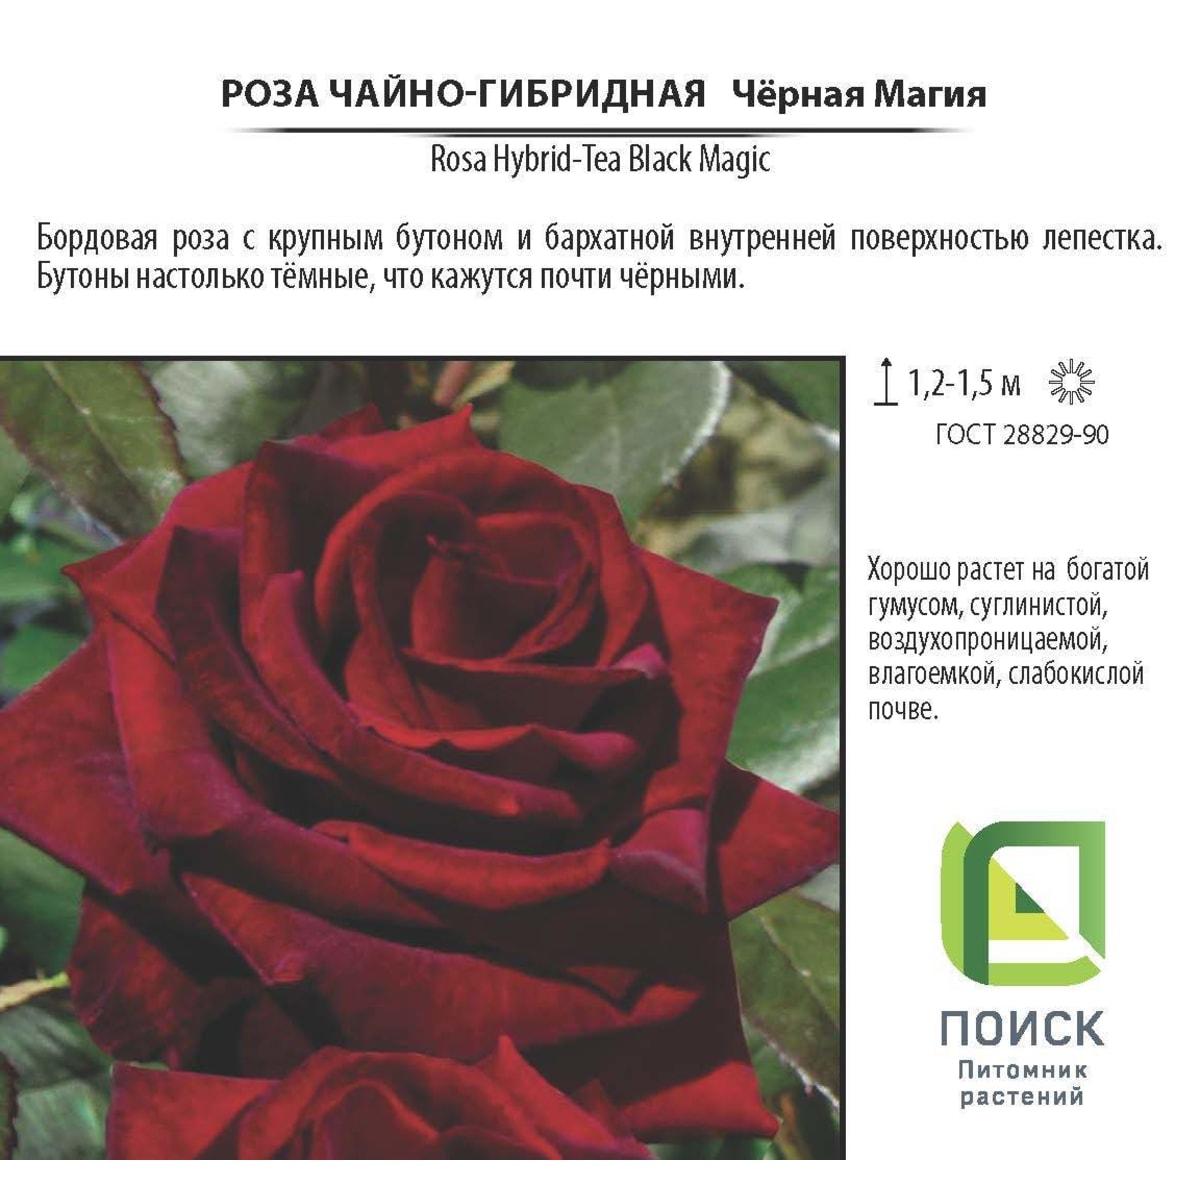 РОЗА ЧАЙНО-ГИБРИДНАЯ Чёрная Магия
Rosa Hybrid-Tea Black Magic
Бордовая роза с крупным бутоном и бархатной внутренней поверхностью лепестка.
Бутоны настолько тёмные, что кажутся почти чёрными.
1,2-1,5 м
ГОСТ 28829-90
Хорошо растет на богатой
гумусом, суглинистой,
воздухопроницаемой,
влагоемкой, слабокислой
почве.
ПОИСК
Питомник
растений